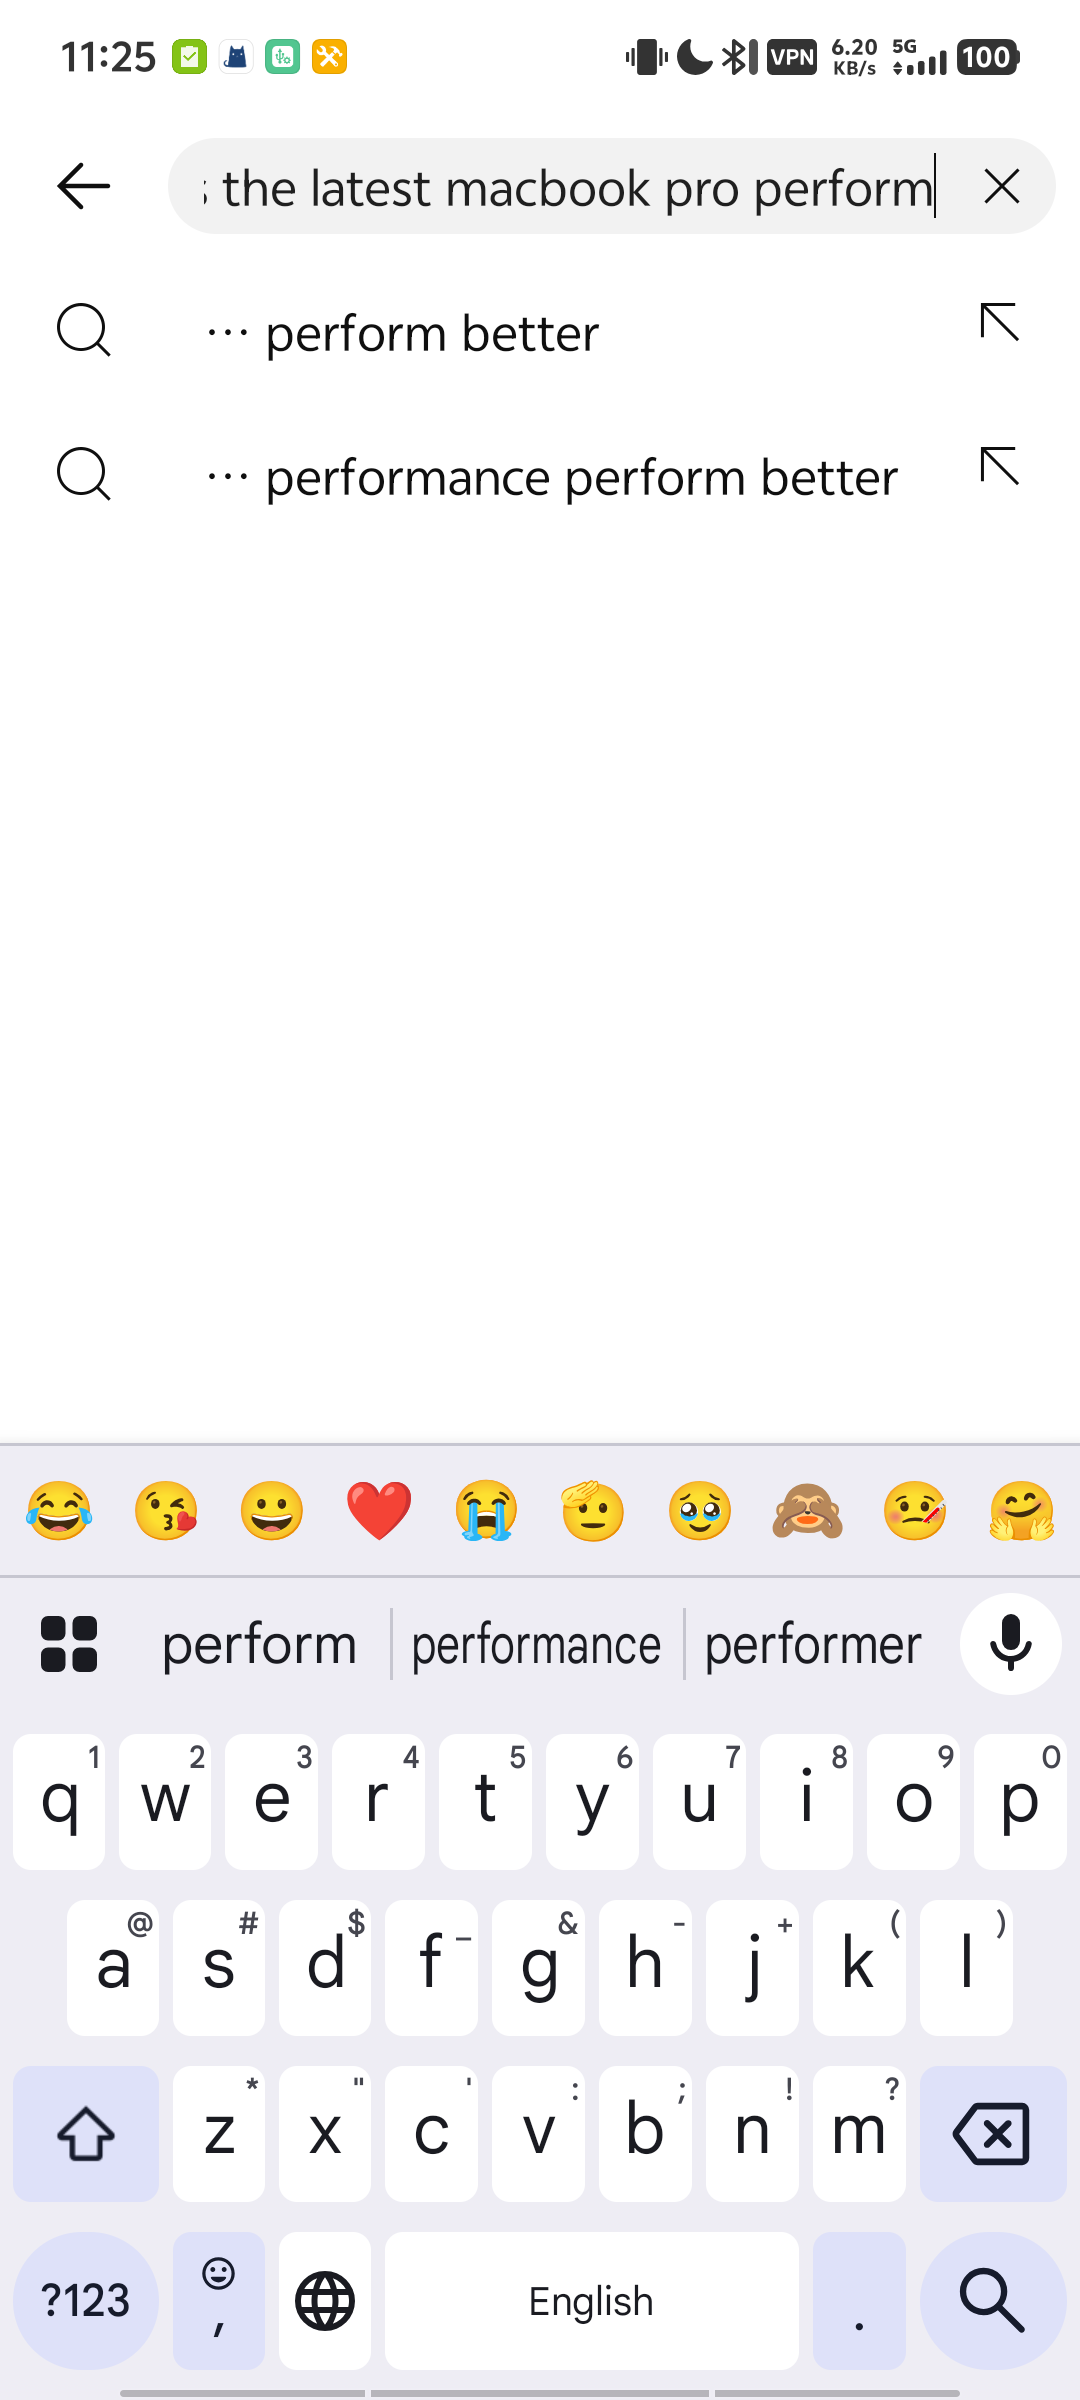 11:25 VPN 6.20 KB/s 5G 100
s the latest macbook pro perform
··· perform better
··· performance perform better
perform performance performer
q 1 w 2 e 3 r 4 t 5 y 6 u 7 i 8 o 9 p 0
a @ s # d $ f _ g & h - j + k ( l )
z * x " c ' v : b ; n ! m ?
?123 , English .